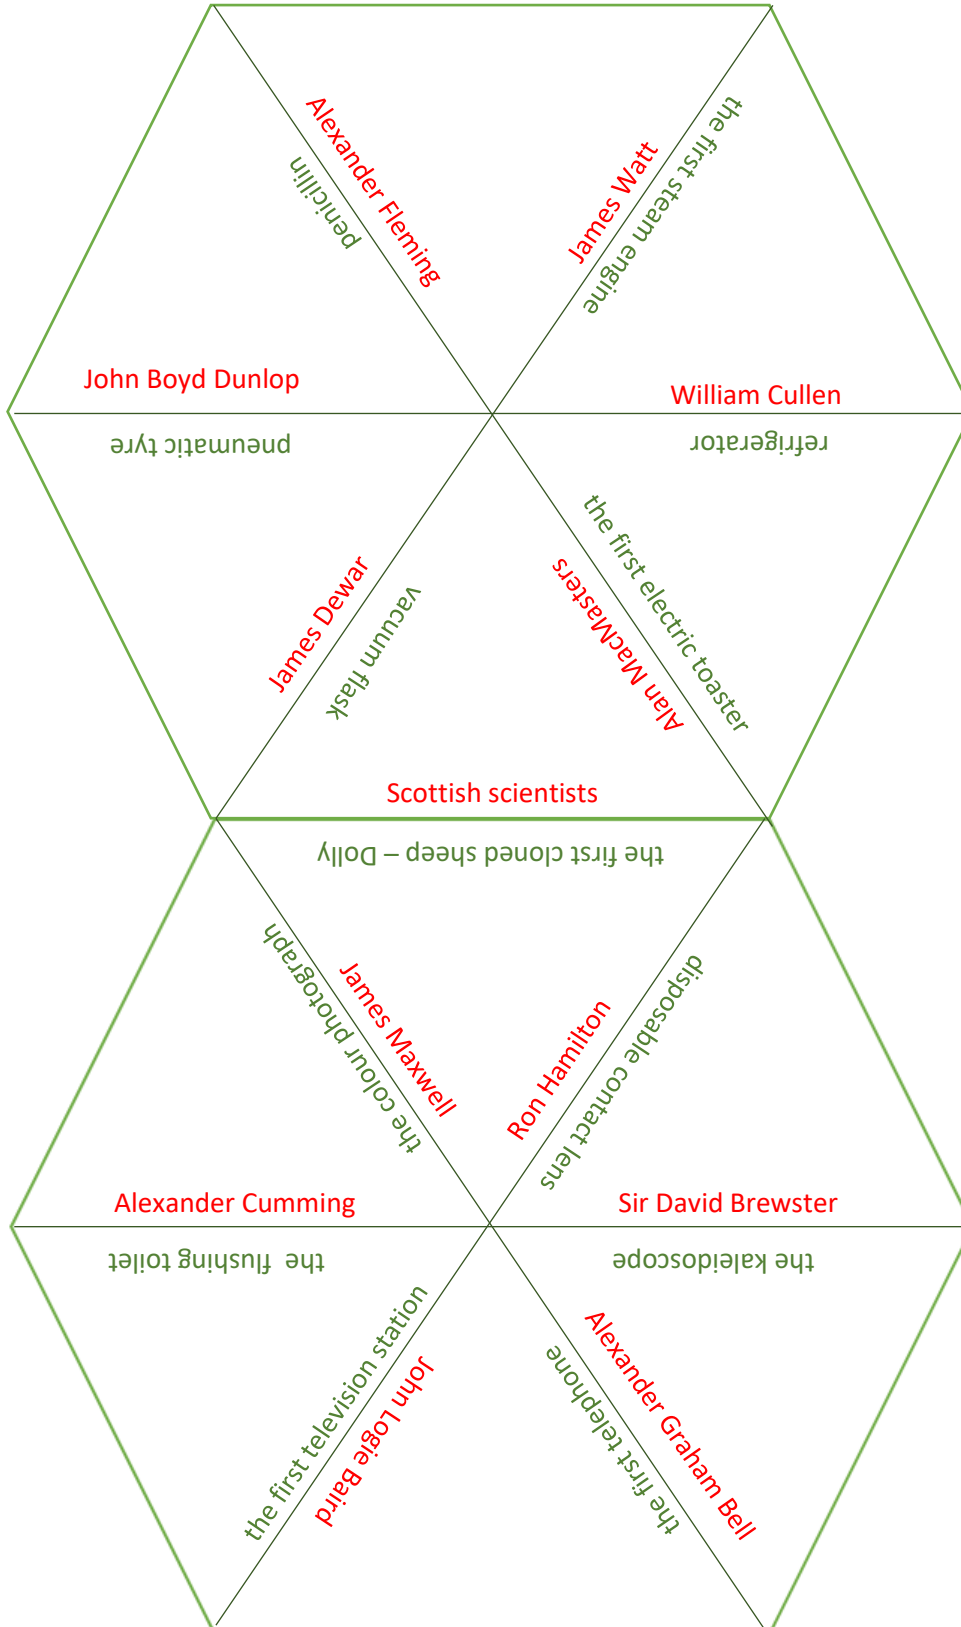 Alexander Fleming
penicillin
James Watt
the first steam engine
John Boyd Dunlop
pneumatic tyre
William Cullen
refrigerator
James Dewar
vacuum flask
the first electric toaster
Alan MacMasters
Scottish scientists
the first cloned sheep – Dolly
James Maxwell
the colour photograph
Ron Hamilton
disposable contact lens
Alexander Cumming
the flushing toilet
Sir David Brewster
the kaleidoscope
the first television station
John Logie Baird
Alexander Graham Bell
the first telephone